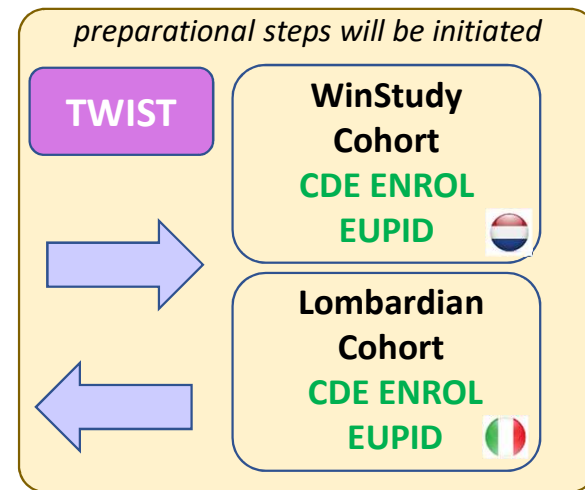 preparational steps will be initiated
TWIST
WinStudy
Cohort
CDE ENROL
EUPID
Lombardian
Cohort
CDE ENROL
EUPID